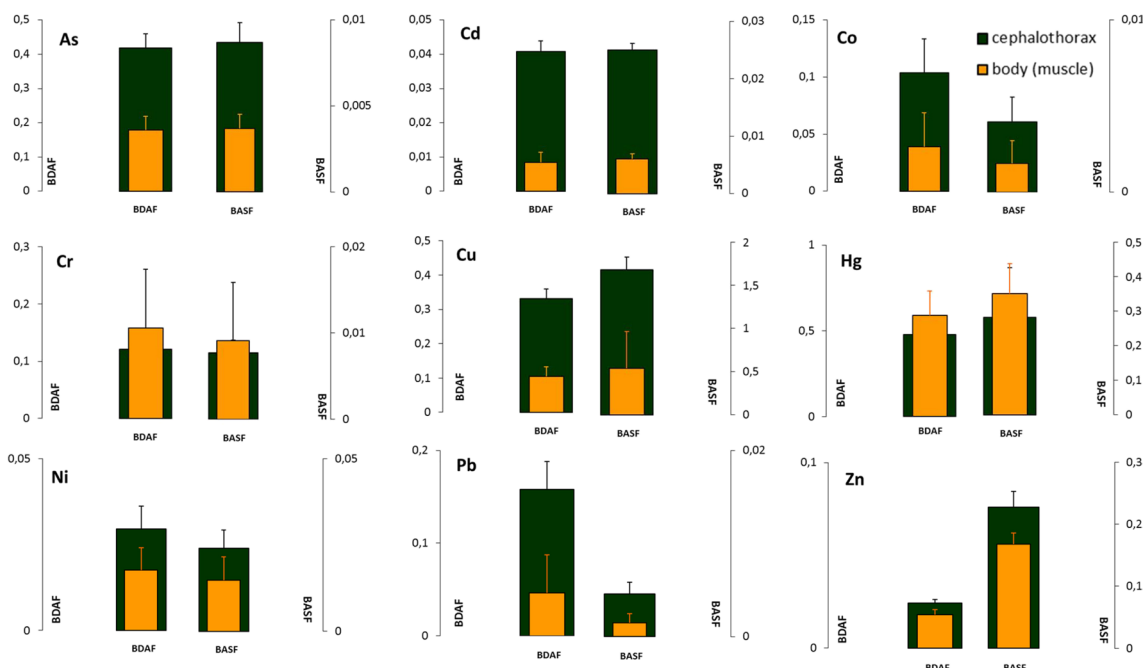 As
0,5
0,4
0,3
0,2
0,1
0
BDAF
0,01
0,005
0
BASF
BDAF
BASF
Cd
0,05
0,04
0,03
0,02
0,01
0
BDAF
0,03
0,02
0,01
0
BASF
BDAF
BASF
Co
0,15
0,1
0,05
0
BDAF
0,01
0
BASF
cephalothorax
body (muscle)
BDAF
BASF
Cr
0,3
0,2
0,1
0
BDAF
0,02
0,01
0
BASF
BDAF
BASF
Cu
0,5
0,4
0,3
0,2
0,1
0
BDAF
2
1,5
1
0,5
0
BASF
BDAF
BASF
Hg
1
0,5
0
BDAF
0,5
0,4
0,3
0,2
0,1
0
BASF
BDAF
BASF
Ni
0,05
0
BDAF
0,05
0
BASF
BDAF
BASF
Pb
0,2
0,1
0
BDAF
0,02
0
BASF
BDAF
BASF
Zn
0,1
0
BDAF
0,3
0,2
0,1
0
BASF
BDAF
BASF